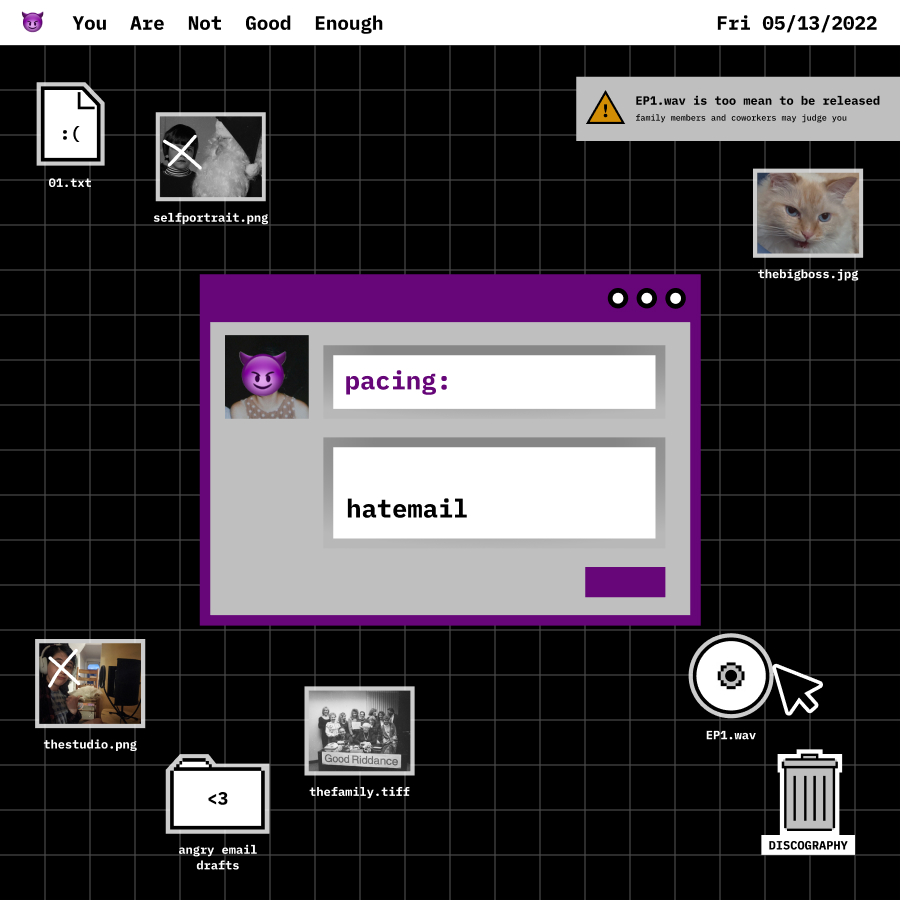 You Are Not Good Enough
Fri 05/13/2022
EP1.wav is too mean to be released
family members and coworkers may judge you
:(
01.txt
selfportrait.png
thebigboss.jpg
pacing:
hatemail
thestudio.png
Good Riddance
thefamily.tiff
EP1.wav
<3
angry email
drafts
DISCOGRAPHY